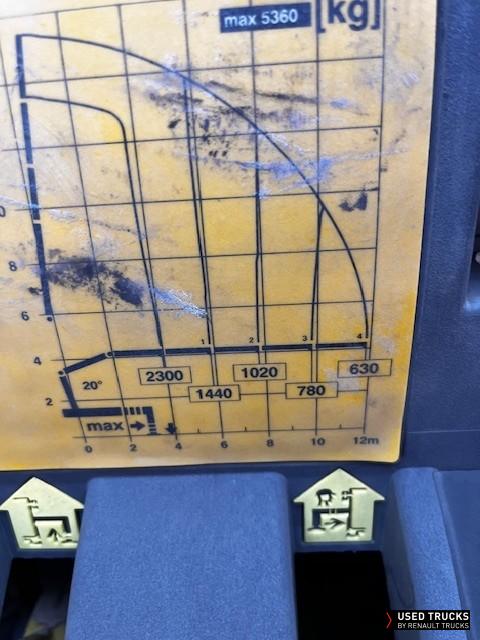 max 5360 [kg]
0
8
6
1 2 3 4
4
20°
2300 1020 630
1440 780
2
max
0 2 4 6 8 10 12m
USED TRUCKS
BY RENAULT TRUCKS